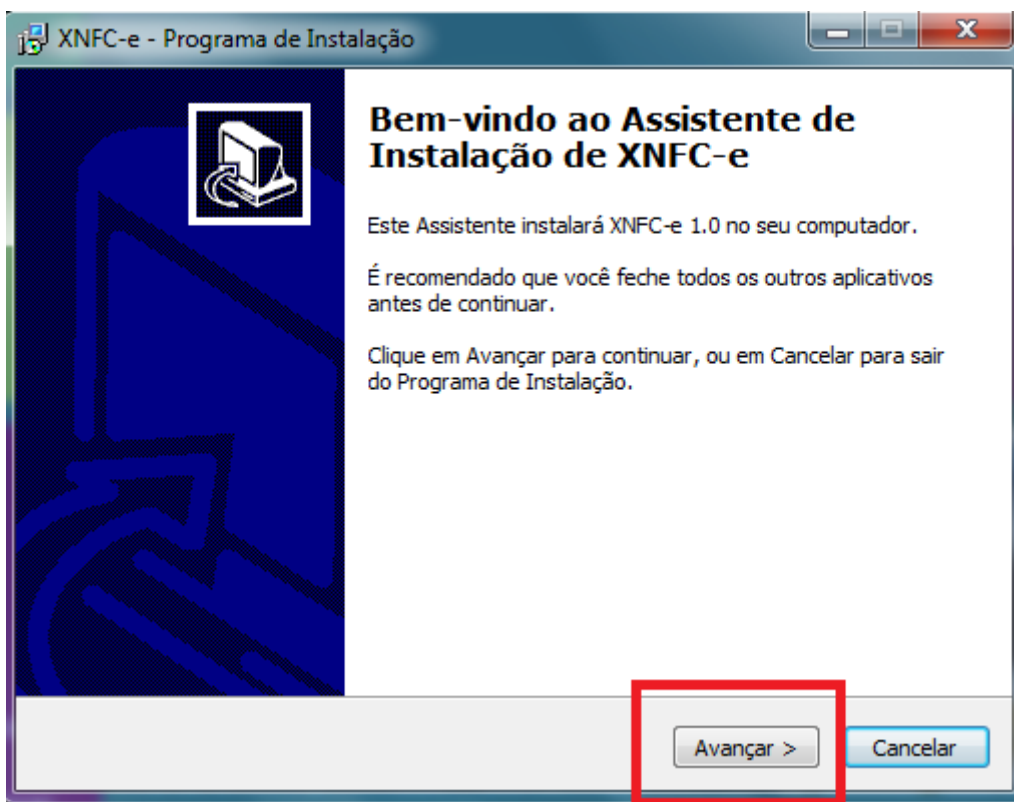 XNFC-e - Programa de Instalação
Bem-vindo ao Assistente de
Instalação de XNFC-e
Este Assistente instalará XNFC-e 1.0 no seu computador.
É recomendado que você feche todos os outros aplicativos
antes de continuar.
Clique em Avançar para continuar, ou em Cancelar para sair
do Programa de Instalação.
Avançar >
Cancelar